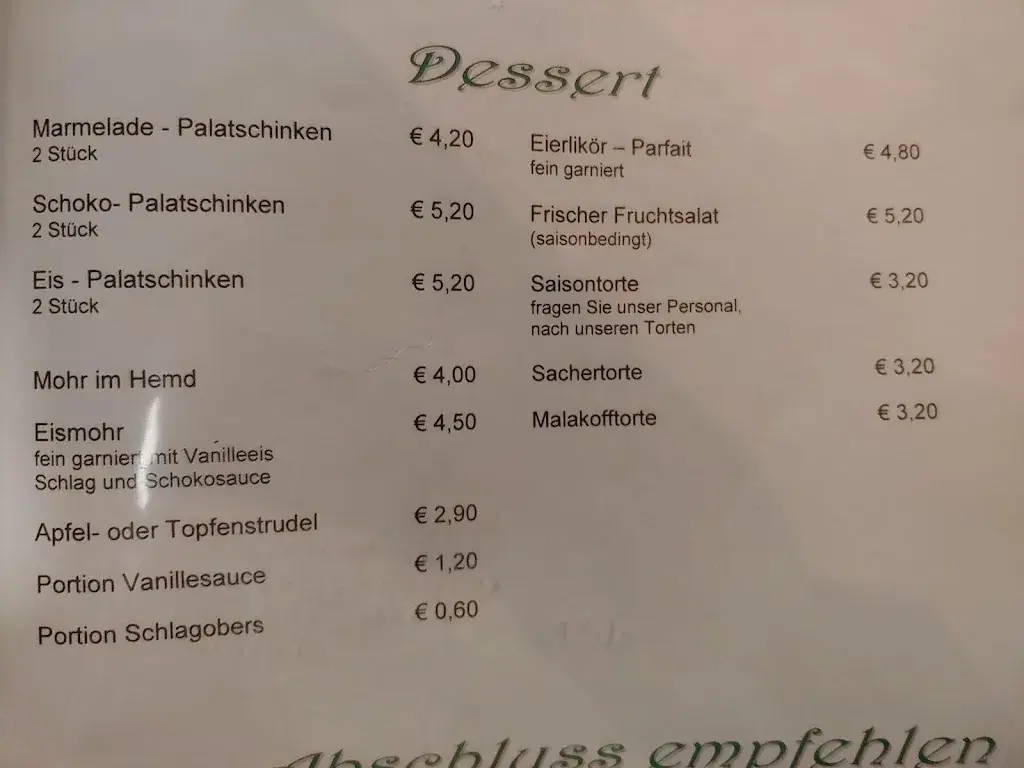 Dessert
Marmelade - Palatschinken € 4,20
2 Stück
Schoko- Palatschinken € 5,20
2 Stück
Eis - Palatschinken € 5,20
2 Stück
Mohr im Hemd € 4,00
Eismohr € 4,50
fein garniert mit Vanilleeis
Schlag und Schokosauce
Apfel- oder Topfenstrudel € 2,90
Portion Vanillesauce € 1,20
Portion Schlagobers € 0,60
Eierlikör – Parfait € 4,80
fein garniert
Frischer Fruchtsalat € 5,20
(saisonbedingt)
Saisontorte € 3,20
fragen Sie unser Personal,
nach unseren Torten
Sachertorte € 3,20
Malakofftorte € 3,20
Abschluss empfehlen